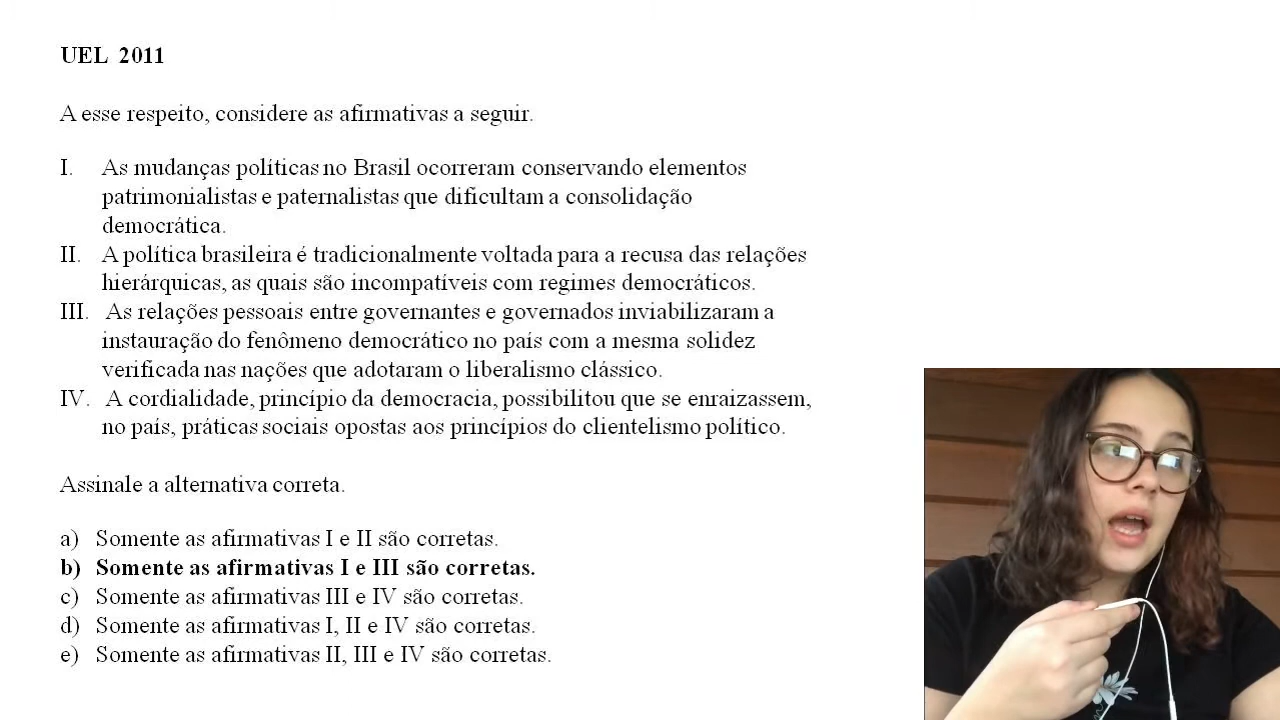 UEL 2011
A esse respeito, considere as afirmativas a seguir.
I. As mudanças políticas no Brasil ocorreram conservando elementos
patrimonialistas e paternalistas que dificultam a consolidação
democrática.
II. A política brasileira é tradicionalmente voltada para a recusa das relações
hierárquicas, as quais são incompatíveis com regimes democráticos.
III. As relações pessoais entre governantes e governados inviabilizaram a
instauração do fenômeno democrático no país com a mesma solidez
verificada nas nações que adotaram o liberalismo clássico.
IV. A cordialidade, princípio da democracia, possibilitou que se enraizassem,
no país, práticas sociais opostas aos princípios do clientelismo político.
Assinale a alternativa correta.
a) Somente as afirmativas I e II são corretas.
b) Somente as afirmativas I e III são corretas.
c) Somente as afirmativas III e IV são corretas.
d) Somente as afirmativas I, II e IV são corretas.
e) Somente as afirmativas II, III e IV são corretas.